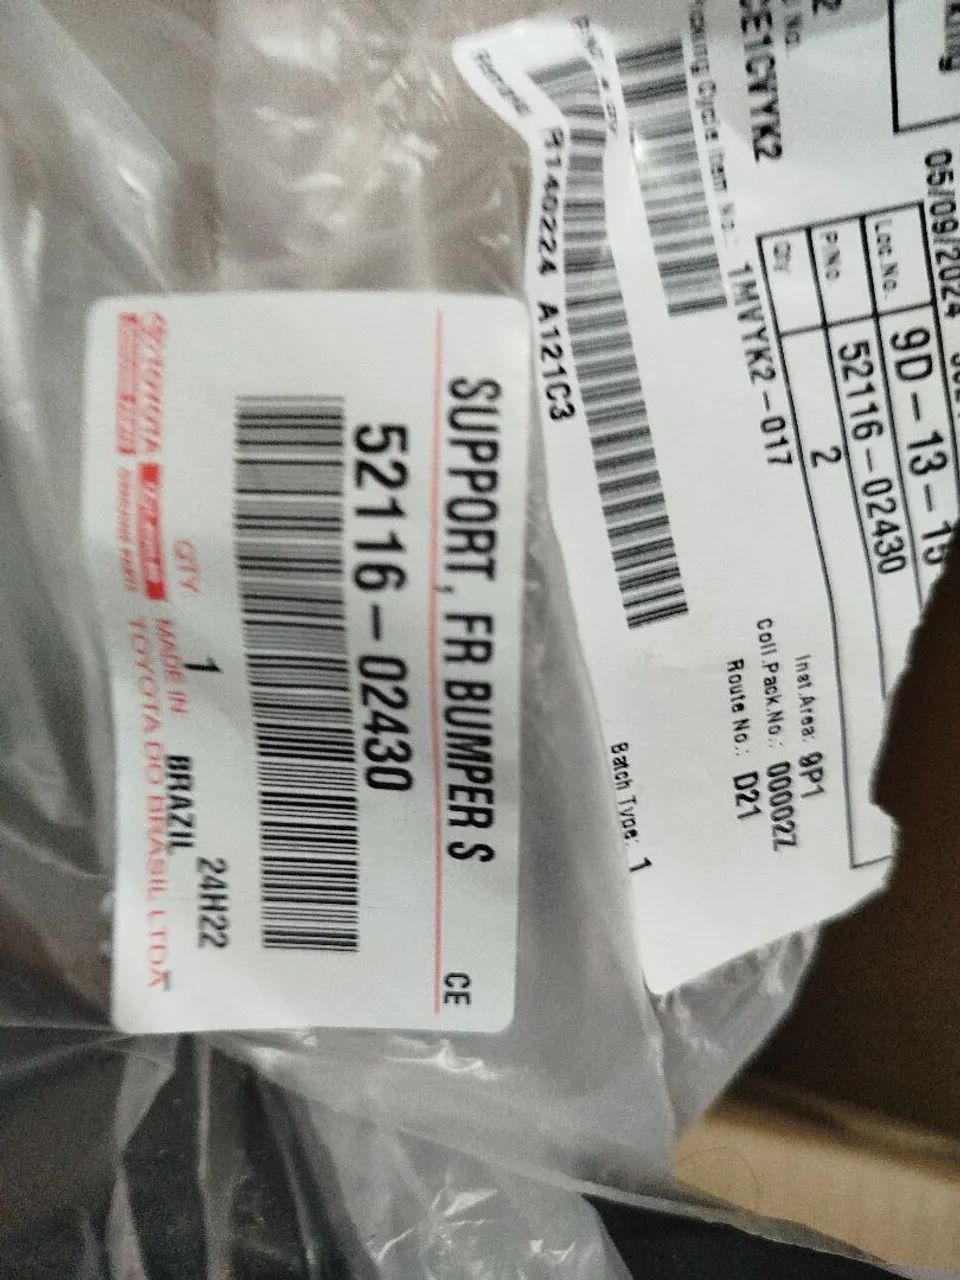 SUPPORT, FR BUMPER S CE
52116-02430
QTY. 1 24H22
TOYOTA MADE IN BRAZIL
TOYOTA DO BRASIL LTDA
05/09/2024
Loc.No. 9D-13-15
P/No. 52116-02430
Qty 2
Inst.Area: 9P1
Coll.Pack.No.: 00002Z
Route No.: D21
1MVYK2-017
Batch Type: 1
A121C3